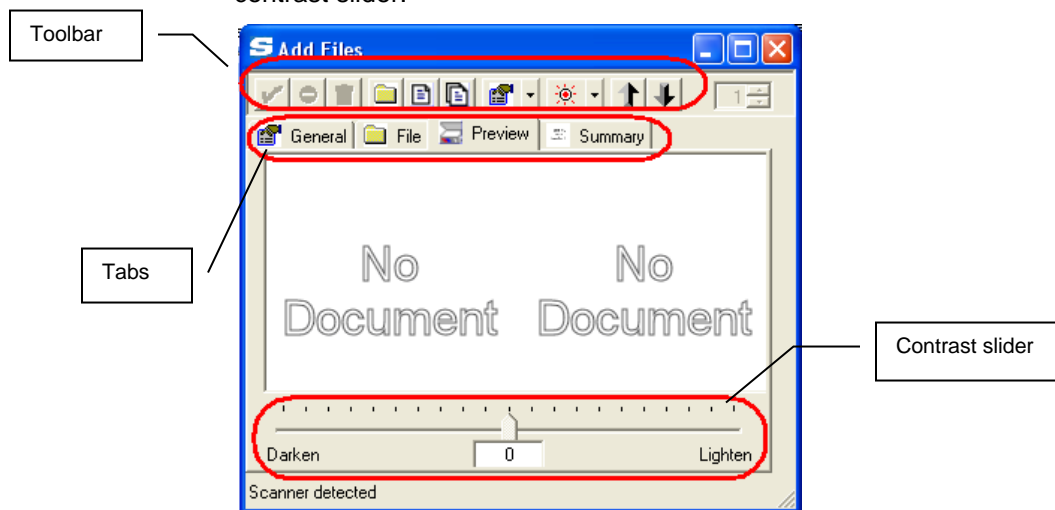 contrast slider.
Toolbar
S Add Files
1
General File Preview Summary
Tabs
No No
Document Document
Contrast slider
Darken 0 Lighten
Scanner detected